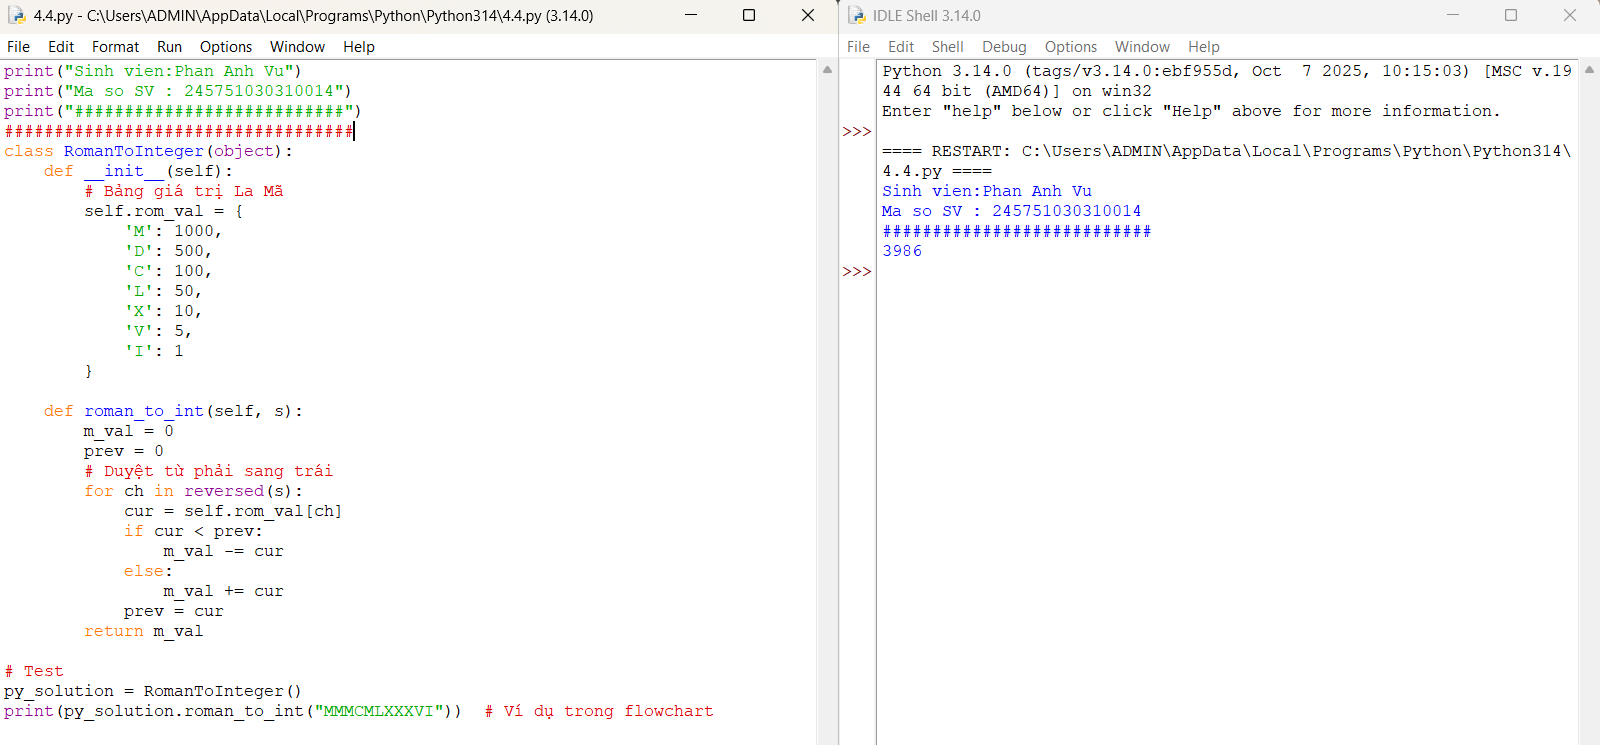 4.4.py - C:\Users\ADMIN\AppData\Local\Programs\Python\Python314\4.4.py (3.14.0)
File Edit Format Run Options Window Help
print("Sinh vien:Phan Anh Vu")
print("Ma so SV : 245751030310014")
print("###########################")
###################################
class RomanToInteger(object):
    def __init__(self):
        # Bảng giá trị La Mã
        self.rom_val = {
            'M': 1000,
            'D': 500,
            'C': 100,
            'L': 50,
            'X': 10,
            'V': 5,
            'I': 1
        }
    def roman_to_int(self, s):
        m_val = 0
        prev = 0
        # Duyệt từ phải sang trái
        for ch in reversed(s):
            cur = self.rom_val[ch]
            if cur < prev:
                m_val -= cur
            else:
                m_val += cur
            prev = cur
        return m_val
# Test
py_solution = RomanToInteger()
print(py_solution.roman_to_int("MMMCMLXXXVI"))  # Ví dụ trong flowchart
IDLE Shell 3.14.0
File Edit Shell Debug Options Window Help
Python 3.14.0 (tags/v3.14.0:ebf955d, Oct  7 2025, 10:15:03) [MSC v.19
44 64 bit (AMD64)] on win32
Enter "help" below or click "Help" above for more information.
>>>
==== RESTART: C:\Users\ADMIN\AppData\Local\Programs\Python\Python314\
4.4.py ====
Sinh vien:Phan Anh Vu
Ma so SV : 245751030310014
###########################
3986
>>>